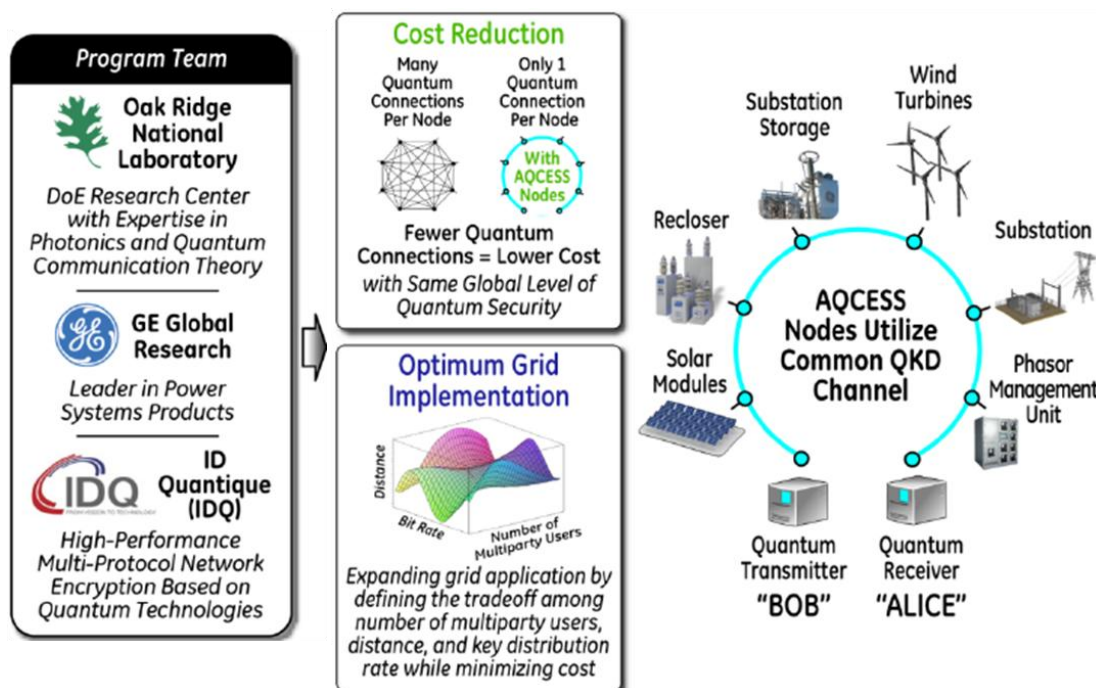 Program Team
Oak Ridge
National
Laboratory
DoE Research Center
with Expertise in
Photonics and Quantum
Communication Theory
GE Global
Research
Leader in Power
Systems Products
IDQ
FROM VISION TO TECHNOLOGY
ID
Quantique
(IDQ)
High-Performance
Multi-Protocol Network
Encryption Based on
Quantum Technologies
Cost Reduction
Many
Quantum
Connections
Per Node
Only 1
Quantum
Connection
Per Node
With
AQCESS
Nodes
Fewer Quantum
Connections = Lower Cost
with Same Global Level of
Quantum Security
Optimum Grid
Implementation
Distance
Bit Rate
Number of
Multiparty Users
Expanding grid application by
defining the tradeoff among
number of multiparty users,
distance, and key distribution
rate while minimizing cost
Wind
Turbines
Substation
Storage
Recloser
Substation
Solar
Modules
Phasor
Management
Unit
AQCESS
Nodes Utilize
Common QKD
Channel
Quantum
Transmitter
"BOB"
Quantum
Receiver
"ALICE"